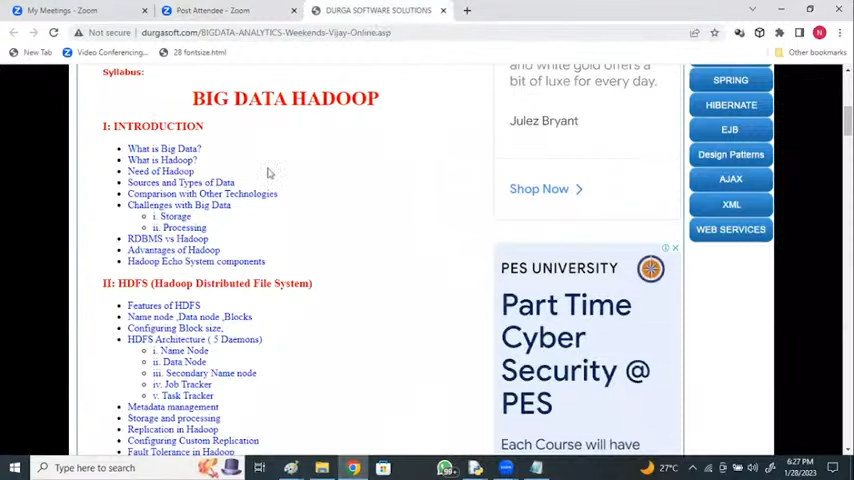 My Meetings - Zoom
Post Attendee - Zoom
DURGA SOFTWARE SOLUTIONS
Not secure | durgasoft.com/BIGDATA-ANALYTICS-Weekends-Vijay-Online.asp
N
New Tab
Video Conferencing,...
28 fontsize.html
Other bookmarks
Syllabus:
BIG DATA HADOOP
I: INTRODUCTION
What is Big Data?
What is Hadoop?
Need of Hadoop
Sources and Types of Data
Comparison with Other Technologies
Challenges with Big Data
i. Storage
ii. Processing
RDBMS vs Hadoop
Advantages of Hadoop
Hadoop Echo System components
II: HDFS (Hadoop Distributed File System)
Features of HDFS
Name node ,Data node ,Blocks
Configuring Block size,
HDFS Architecture ( 5 Daemons)
i. Name Node
ii. Data Node
iii. Secondary Name node
iv. Job Tracker
v. Task Tracker
Metadata management
Storage and processing
Replication in Hadoop
Configuring Custom Replication
Fault Tolerance in Hadoop
and white gold offers a
bit of luxe for every day.
Julez Bryant
Shop Now
PES UNIVERSITY
Part Time
Cyber
Security @
PES
Each Course will have
SPRING
HIBERNATE
EJB
Design Patterns
AJAX
XML
WEB SERVICES
Type here to search
99+
27°C
6:27 PM
1/28/2023